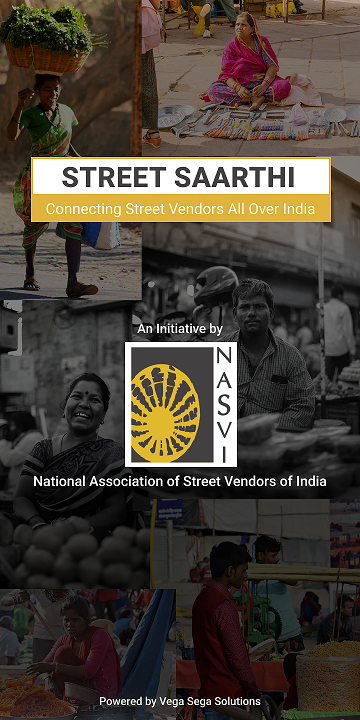 STREET SAARTHI
Connecting Street Vendors All Over India
An Initiative by
NASVI
National Association of Street Vendors of India
Powered by Vega Sega Solutions